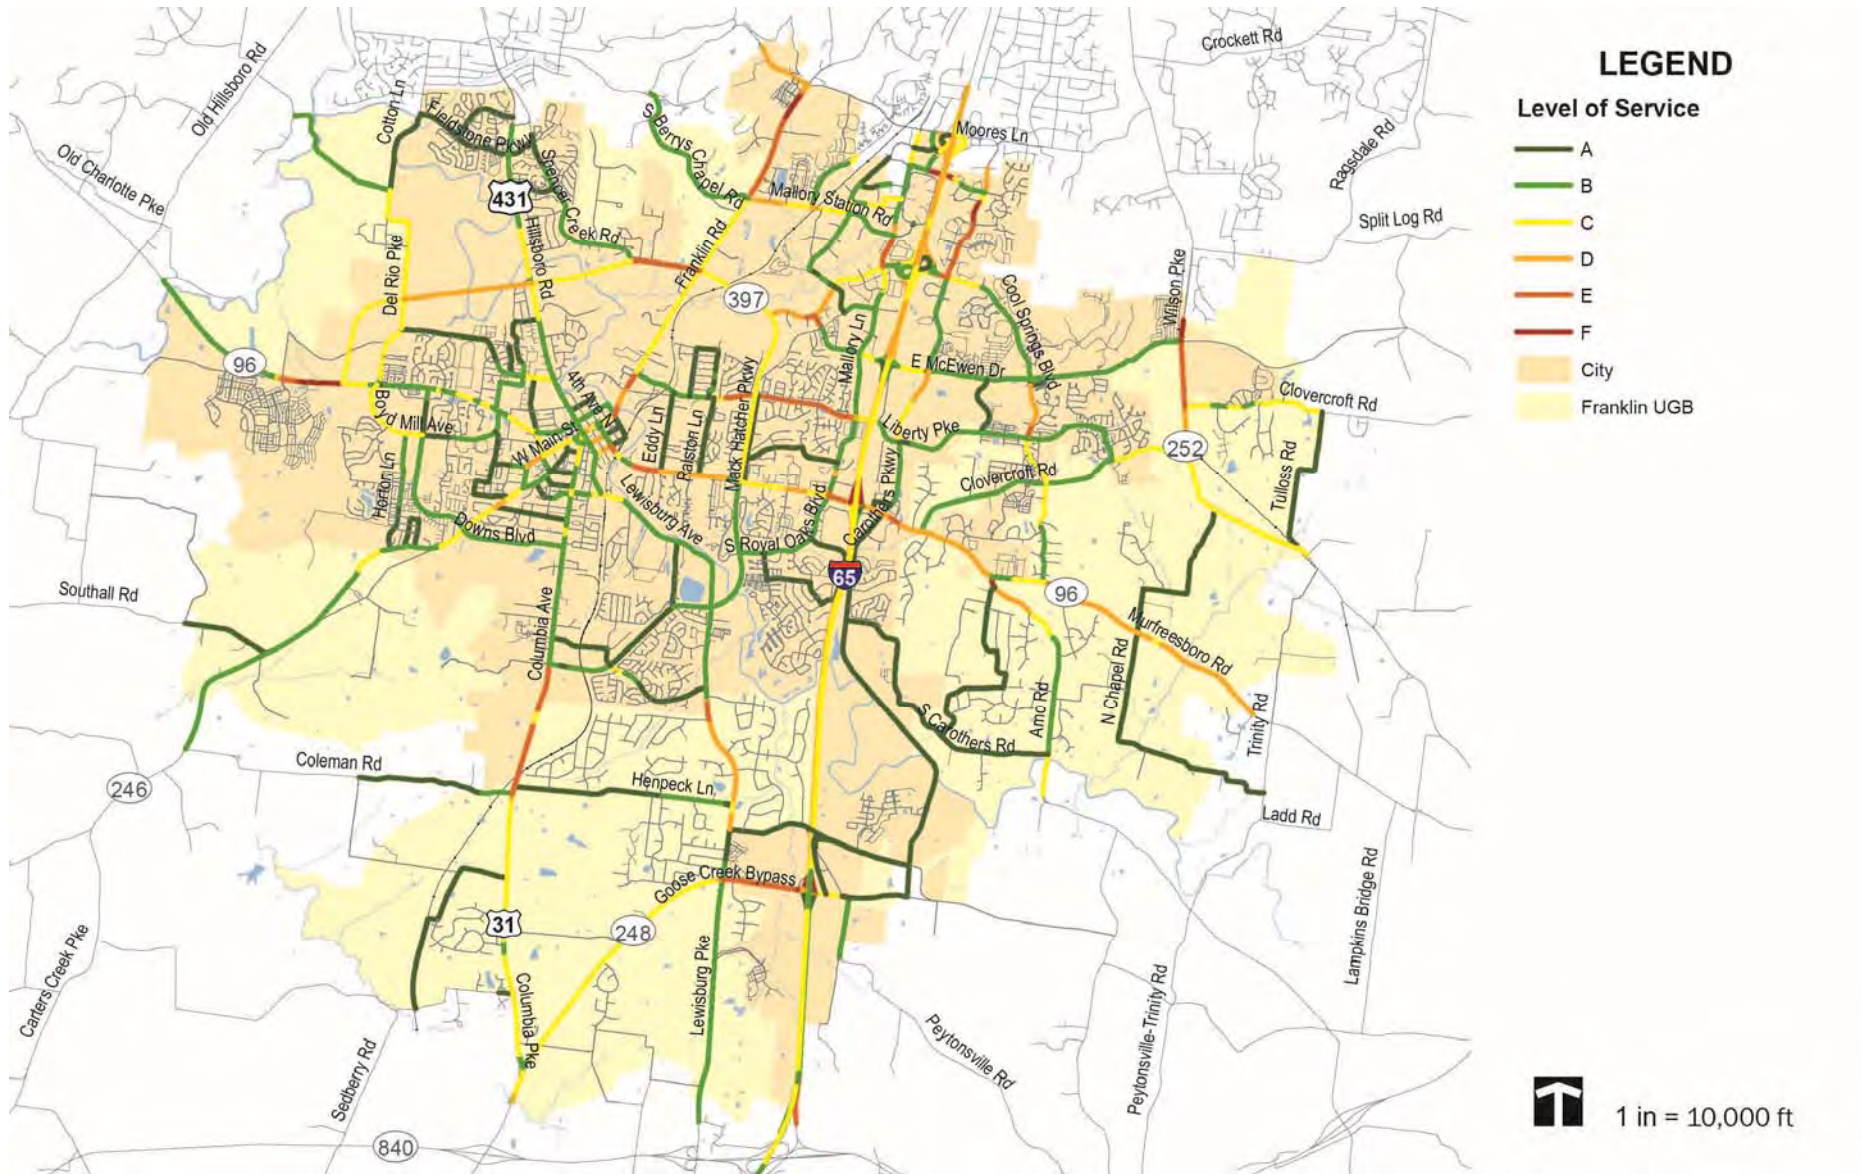 Crockett Rd
LEGEND
Old Hillsboro Rd
Level of Service
Cotton Ln
Fieldstone Pkwy
S Berrys Chapel Rd
Moores Ln
A
Ragsdale Rd
Old Charlotte Pke
Spencer Creek Rd
B
431
Mallory Station Rd
Split Log Rd
C
Hillsboro Rd
Franklin Rd
Del Rio Pke
D
397
Wilson Pke
Cool Springs Blvd
E
Mallory Ln
F
96
E McEwen Dr
City
4th Ave N
Mack Hatcher Pkwy
Clovercroft Rd
Franklin UGB
Boyd Mill Ave
W Main St
Eddy Ln
Ralston Ln
Liberty Pke
252
Horton Ln
Clovercroft Rd
Tulloss Rd
Lewisburg Ave
Carothers Pkwy
Downs Blvd
S Royal Oaks Blvd
65
Southall Rd
96
Columbia Ave
Murfreesboro Rd
N Chapel Rd
Arno Rd
S Carothers Rd
Trinity Rd
Coleman Rd
Henpeck Ln
246
Ladd Rd
Goose Creek Bypass
Lampkins Bridge Rd
31
248
Carters Creek Pke
Lewisburg Pke
Columbia Pke
Peytonsville-Trinity Rd
Peytonsville Rd
Sedberry Rd
1 in = 10,000 ft
840